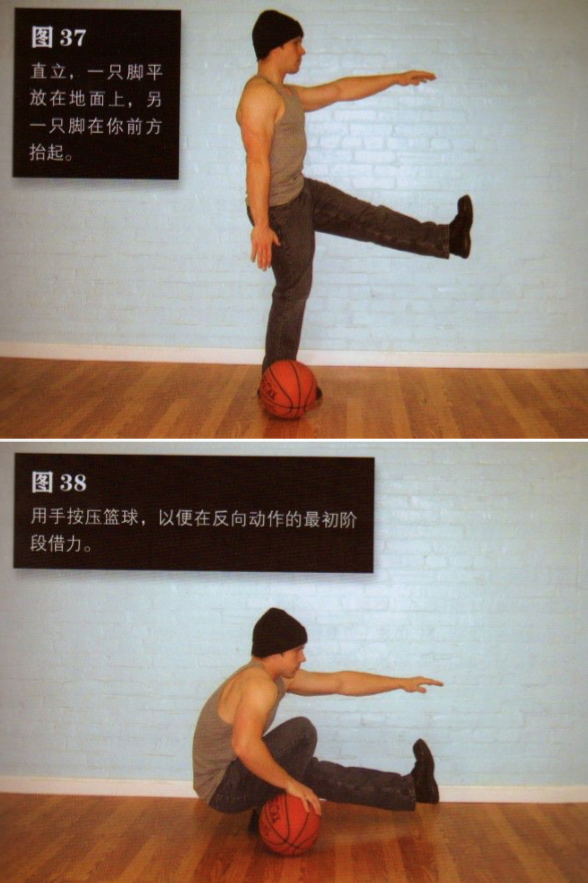 图 37
直立，一只脚平
放在地面上，另
一只脚在你前方
抬起。
图 38
用手按压篮球，以便在反向动作的最初阶
段借力。